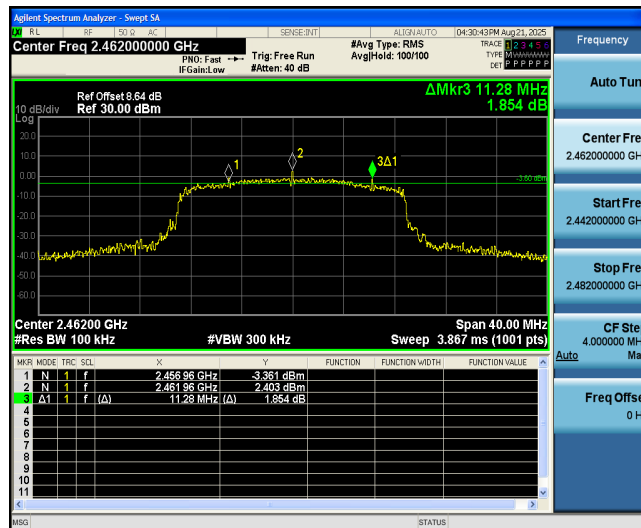 Agilent Spectrum Analyzer - Swept SA
RL RF 50 Ω AC SENSE:INT ALIGN AUTO 04:30:43 PM Aug 21, 2025
Center Freq 2.462000000 GHz
PNO: Fast
IFGain:Low
Trig: Free Run
#Atten: 40 dB
#Avg Type: RMS
Avg|Hold: 100/100
TRACE 1 2 3 4 5 6
TYPE M
DET P P P P P P
Ref Offset 8.64 dB
Ref 30.00 dBm
10 dB/div
Log
ΔMkr3 11.28 MHz
1.854 dB
20.0
10.0
0.00
-10.0
-20.0
-30.0
-40.0
-50.0
-60.0
1
2
3Δ1
-3.60 dBm
Center 2.46200 GHz Span 40.00 MHz
#Res BW 100 kHz #VBW 300 kHz Sweep 3.867 ms (1001 pts)
MKR MODE TRC SCL X Y FUNCTION FUNCTION WIDTH FUNCTION VALUE
1 N 1 f 2.456 96 GHz -3.361 dBm
2 N 1 f 2.461 96 GHz 2.403 dBm
3 Δ1 1 f (Δ) 11.28 MHz (Δ) 1.854 dB
4
5
6
7
8
9
10
11
MSG STATUS
Frequency
Auto Tun
Center Fre
2.462000000 GH
Start Fre
2.442000000 GH
Stop Fre
2.482000000 GH
CF Ste
4.000000 MH
Auto Ma
Freq Offse
0 H